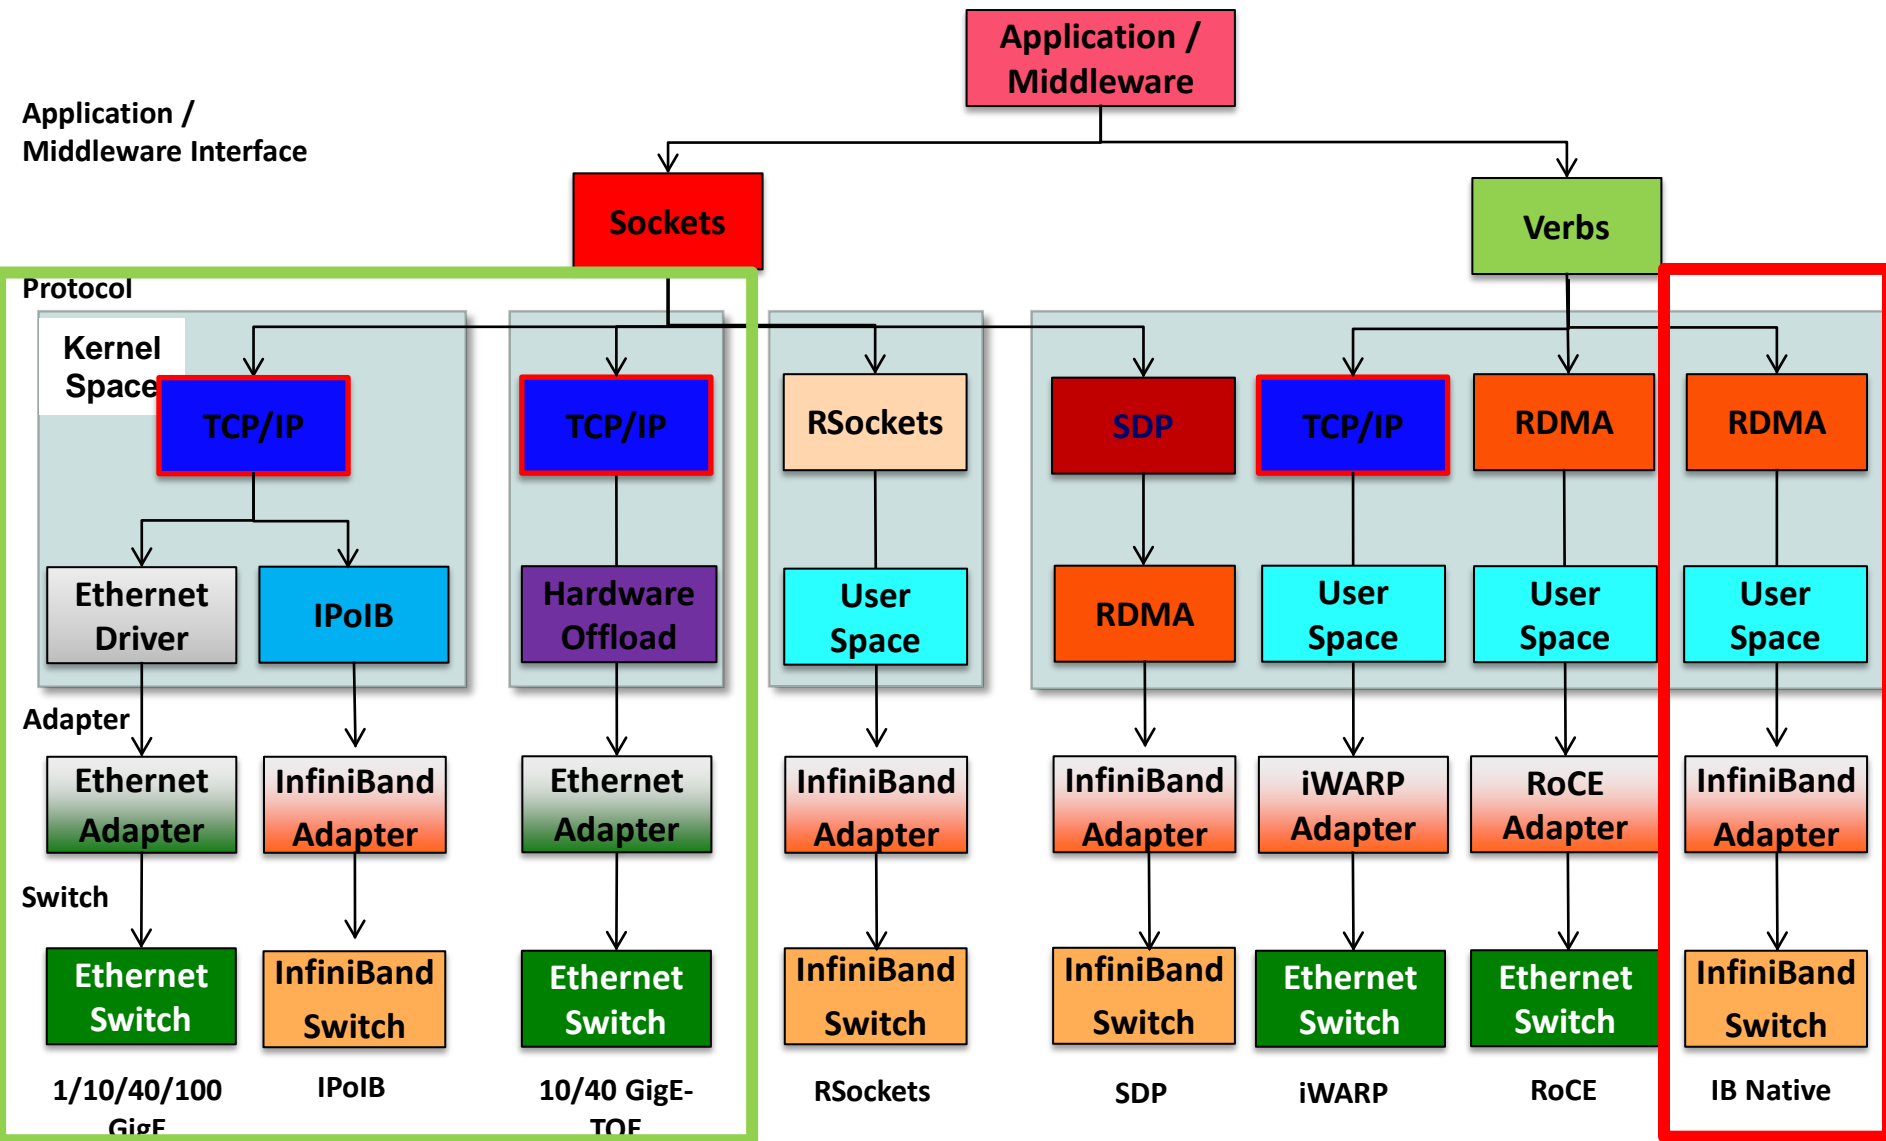 Application /
Middleware
Application /
Middleware Interface
Sockets
Verbs
Protocol
Kernel
Space
TCP/IP
TCP/IP
RSockets
SDP
TCP/IP
RDMA
RDMA
Ethernet
Driver
IPoIB
Hardware
Offload
User
Space
RDMA
User
Space
User
Space
User
Space
Adapter
Ethernet
Adapter
InfiniBand
Adapter
Ethernet
Adapter
InfiniBand
Adapter
InfiniBand
Adapter
iWARP
Adapter
RoCE
Adapter
InfiniBand
Adapter
Switch
Ethernet
Switch
InfiniBand
Switch
Ethernet
Switch
InfiniBand
Switch
InfiniBand
Switch
Ethernet
Switch
Ethernet
Switch
InfiniBand
Switch
1/10/40/100
GigE
IPoIB
10/40 GigE-
TOE
RSockets
SDP
iWARP
RoCE
IB Native